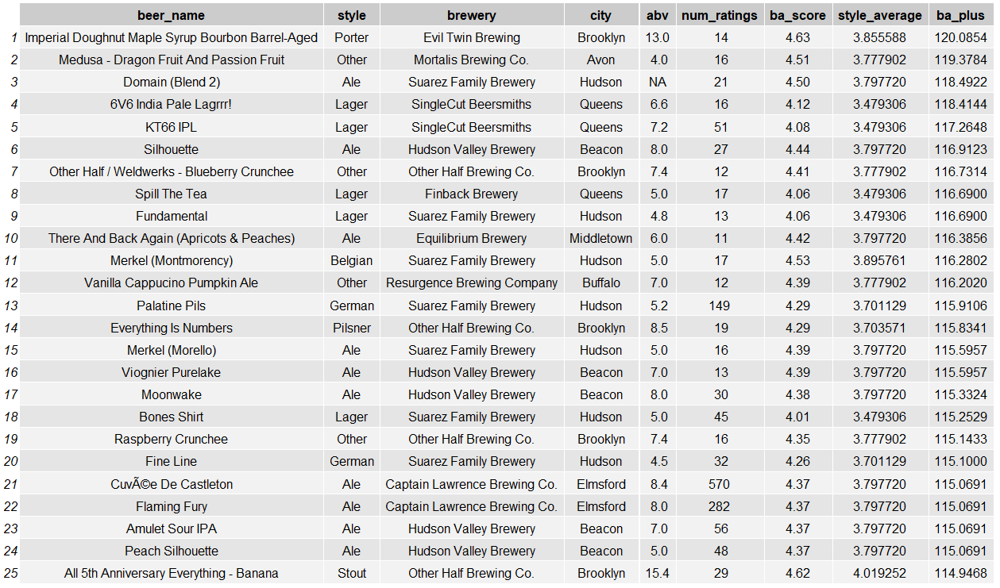 beer_name style brewery city abv num_ratings ba_score style_average ba_plus
1 Imperial Doughnut Maple Syrup Bourbon Barrel-Aged Porter Evil Twin Brewing Brooklyn 13.0 14 4.63 3.855588 120.0854
2 Medusa - Dragon Fruit And Passion Fruit Other Mortalis Brewing Co. Avon 4.0 16 4.51 3.777902 119.3784
3 Domain (Blend 2) Ale Suarez Family Brewery Hudson NA 21 4.50 3.797720 118.4922
4 6V6 India Pale Lagrrr! Lager SingleCut Beersmiths Queens 6.6 16 4.12 3.479306 118.4144
5 KT66 IPL Lager SingleCut Beersmiths Queens 7.2 51 4.08 3.479306 117.2648
6 Silhouette Ale Hudson Valley Brewery Beacon 8.0 27 4.44 3.797720 116.9123
7 Other Half / Weldwerks - Blueberry Crunchee Other Other Half Brewing Co. Brooklyn 7.4 12 4.41 3.777902 116.7314
8 Spill The Tea Lager Finback Brewery Queens 5.0 17 4.06 3.479306 116.6900
9 Fundamental Lager Suarez Family Brewery Hudson 4.8 13 4.06 3.479306 116.6900
10 There And Back Again (Apricots & Peaches) Ale Equilibrium Brewery Middletown 6.0 11 4.42 3.797720 116.3856
11 Merkel (Montmorency) Belgian Suarez Family Brewery Hudson 5.0 17 4.53 3.895761 116.2802
12 Vanilla Cappucino Pumpkin Ale Other Resurgence Brewing Company Buffalo 7.0 12 4.39 3.777902 116.2020
13 Palatine Pils German Suarez Family Brewery Hudson 5.2 149 4.29 3.701129 115.9106
14 Everything Is Numbers Pilsner Other Half Brewing Co. Brooklyn 8.5 19 4.29 3.703571 115.8341
15 Merkel (Morello) Ale Suarez Family Brewery Hudson 5.0 16 4.39 3.797720 115.5957
16 Viognier Purelake Ale Hudson Valley Brewery Beacon 7.0 13 4.39 3.797720 115.5957
17 Moonwake Ale Hudson Valley Brewery Beacon 8.0 30 4.38 3.797720 115.3324
18 Bones Shirt Lager Suarez Family Brewery Hudson 5.0 45 4.01 3.479306 115.2529
19 Raspberry Crunchee Other Other Half Brewing Co. Brooklyn 7.4 16 4.35 3.777902 115.1433
20 Fine Line German Suarez Family Brewery Hudson 4.5 32 4.26 3.701129 115.1000
21 CuvÃ©e De Castleton Ale Captain Lawrence Brewing Co. Elmsford 8.4 570 4.37 3.797720 115.0691
22 Flaming Fury Ale Captain Lawrence Brewing Co. Elmsford 8.0 282 4.37 3.797720 115.0691
23 Amulet Sour IPA Ale Hudson Valley Brewery Beacon 7.0 56 4.37 3.797720 115.0691
24 Peach Silhouette Ale Hudson Valley Brewery Beacon 5.0 48 4.37 3.797720 115.0691
25 All 5th Anniversary Everything - Banana Stout Other Half Brewing Co. Brooklyn 15.4 29 4.62 4.019252 114.9468